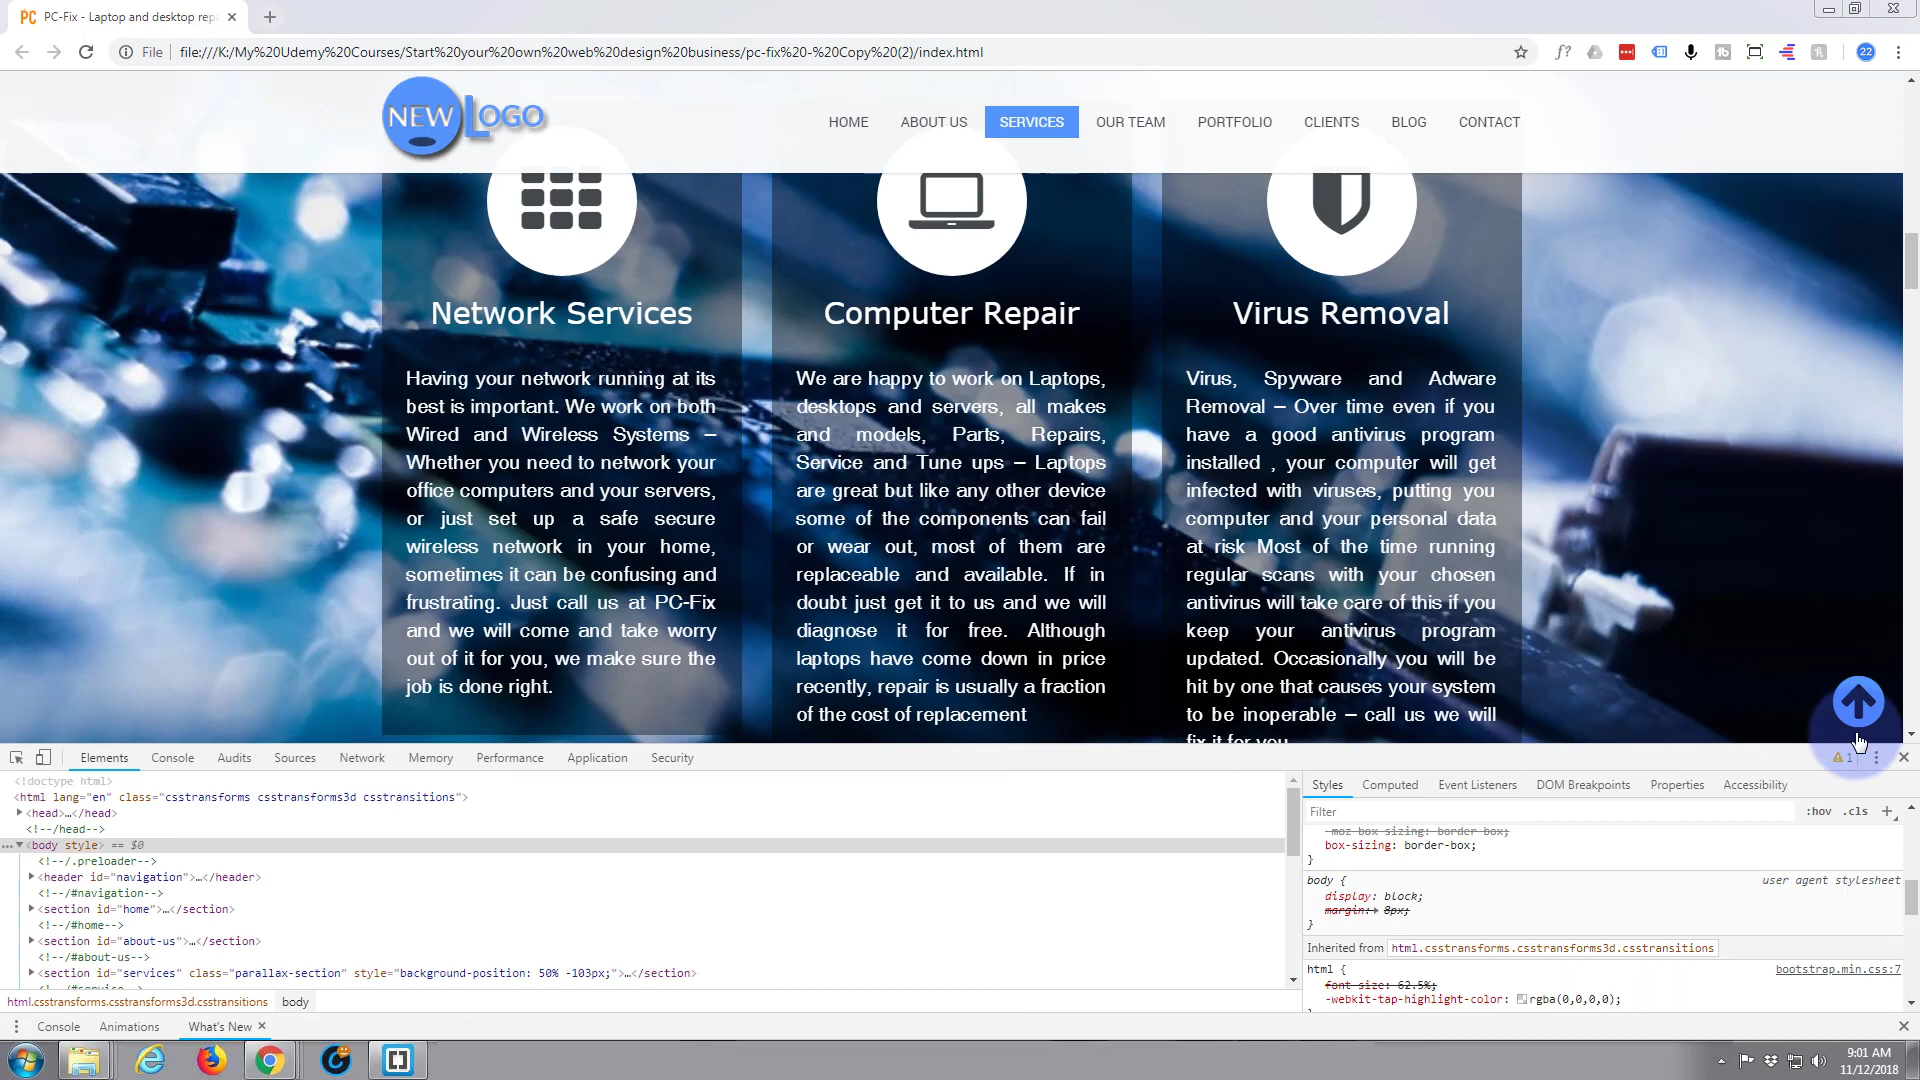 PC PC-Fix - Laptop and desktop repa
File file:///K:/My%20Udemy%20Courses/Start%20your%20own%20web%20design%20business/pc-fix%20-%20Copy%20(2)/index.html f? tb 22
NEW LOGO
HOME ABOUT US SERVICES OUR TEAM PORTFOLIO CLIENTS BLOG CONTACT
Network Services
Having your network running at its
best is important. We work on both
Wired and Wireless Systems –
Whether you need to network your
office computers and your servers,
or just set up a safe secure
wireless network in your home,
sometimes it can be confusing and
frustrating. Just call us at PC-Fix
and we will come and take worry
out of it for you, we make sure the
job is done right.
Computer Repair
We are happy to work on Laptops,
desktops and servers, all makes
and models, Parts, Repairs,
Service and Tune ups – Laptops
are great but like any other device
some of the components can fail
or wear out, most of them are
replaceable and available. If in
doubt just get it to us and we will
diagnose it for free. Although
laptops have come down in price
recently, repair is usually a fraction
of the cost of replacement
Virus Removal
Virus, Spyware and Adware
Removal – Over time even if you
have a good antivirus program
installed , your computer will get
infected with viruses, putting you
computer and your personal data
at risk Most of the time running
regular scans with your chosen
antivirus will take care of this if you
keep your antivirus program
updated. Occasionally you will be
hit by one that causes your system
to be inoperable – call us we will
fix it for you
Elements Console Audits Sources Network Memory Performance Application Security 1
<!doctype html>
<html lang="en" class="csstransforms csstransforms3d csstransitions">
<head>…</head>
<!--/head-->
<body style> == $0
<!--/.preloader-->
<header id="navigation">…</header>
<!--/#navigation-->
<section id="home">…</section>
<!--/#home-->
<section id="about-us">…</section>
<!--/#about-us-->
<section id="services" class="parallax-section" style="background-position: 50% -103px;">…</section>
<!--/#service-->
html.csstransforms.csstransforms3d.csstransitions body
Styles Computed Event Listeners DOM Breakpoints Properties Accessibility
Filter :hov .cls +
-moz-box-sizing: border-box;
box-sizing: border-box;
}
body { user agent stylesheet
display: block;
margin: 8px;
}
Inherited from html.csstransforms.csstransforms3d.csstransitions
html { bootstrap.min.css:7
font-size: 62.5%;
-webkit-tap-highlight-color: rgba(0,0,0,0);
Console Animations What's New
9:01 AM
11/12/2018